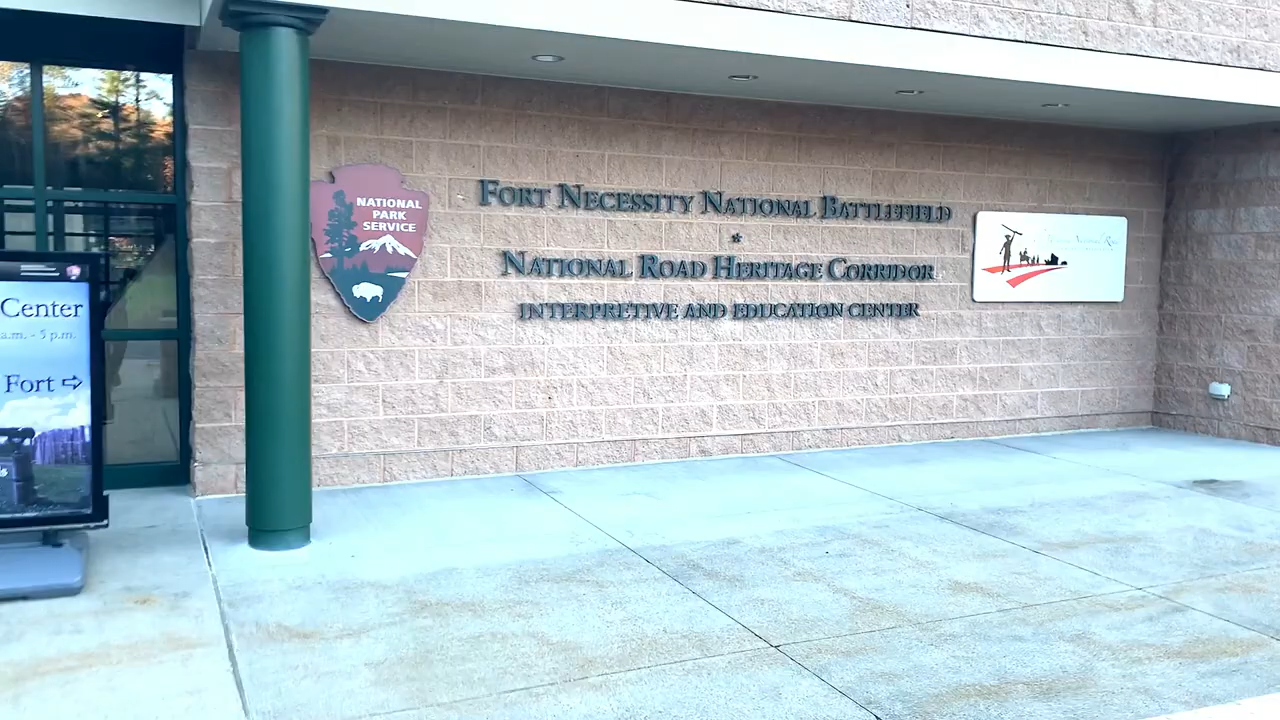 Center
a.m. - 5 p.m.
Fort ⇨
NATIONAL
PARK
SERVICE
FORT NECESSITY NATIONAL BATTLEFIELD
*
NATIONAL ROAD HERITAGE CORRIDOR
INTERPRETIVE AND EDUCATION CENTER